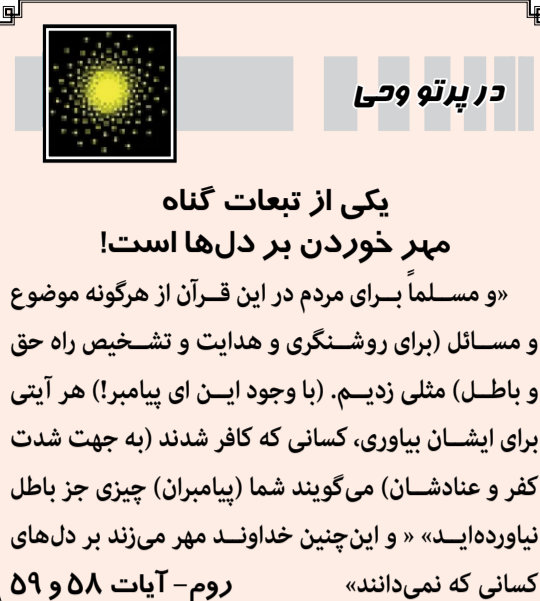 در پرتو وحی
یکی از تبعات گناه
مهر خوردن بر دل‌ها است!
«و مسلماً برای مردم در این قرآن از هرگونه موضوع
و مسائل (برای روشنگری و هدایت و تشخیص راه حق
و باطل) مثلی زدیم. (با وجود این ای پیامبر!) هر آیتی
برای ایشان بیاوری، کسانی که کافر شدند (به جهت شدت
کفر و عنادشان) می‌گویند شما (پیامبران) چیزی جز باطل
نیاورده‌اید» « و این‌چنین خداوند مهر می‌زند بر دل‌های
کسانی که نمی‌دانند» روم- آیات ۵۸ و ۵۹